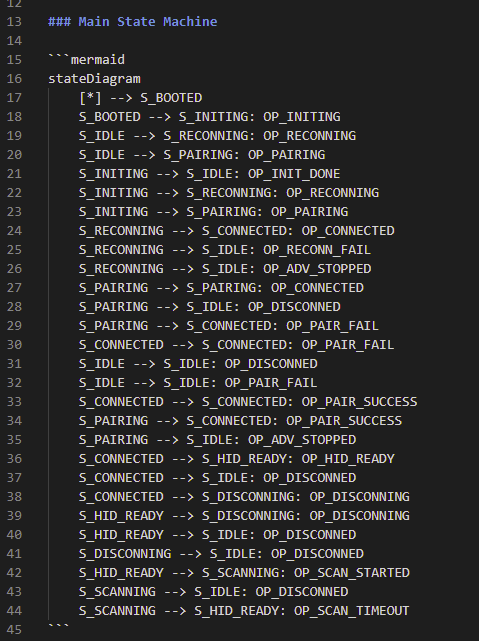 12
13 ### Main State Machine
14
15 ```mermaid
16 stateDiagram
17 [*] --> S_BOOTED
18 S_BOOTED --> S_INITING: OP_INITING
19 S_IDLE --> S_RECONNING: OP_RECONNING
20 S_IDLE --> S_PAIRING: OP_PAIRING
21 S_INITING --> S_IDLE: OP_INIT_DONE
22 S_INITING --> S_RECONNING: OP_RECONNING
23 S_INITING --> S_PAIRING: OP_PAIRING
24 S_RECONNING --> S_CONNECTED: OP_CONNECTED
25 S_RECONNING --> S_IDLE: OP_RECONN_FAIL
26 S_RECONNING --> S_IDLE: OP_ADV_STOPPED
27 S_PAIRING --> S_PAIRING: OP_CONNECTED
28 S_PAIRING --> S_IDLE: OP_DISCONNED
29 S_PAIRING --> S_CONNECTED: OP_PAIR_FAIL
30 S_CONNECTED --> S_CONNECTED: OP_PAIR_FAIL
31 S_IDLE --> S_IDLE: OP_DISCONNED
32 S_IDLE --> S_IDLE: OP_PAIR_FAIL
33 S_CONNECTED --> S_CONNECTED: OP_PAIR_SUCCESS
34 S_PAIRING --> S_CONNECTED: OP_PAIR_SUCCESS
35 S_PAIRING --> S_IDLE: OP_ADV_STOPPED
36 S_CONNECTED --> S_HID_READY: OP_HID_READY
37 S_CONNECTED --> S_IDLE: OP_DISCONNED
38 S_CONNECTED --> S_DISCONNING: OP_DISCONNING
39 S_HID_READY --> S_DISCONNING: OP_DISCONNING
40 S_HID_READY --> S_IDLE: OP_DISCONNED
41 S_DISCONNING --> S_IDLE: OP_DISCONNED
42 S_HID_READY --> S_SCANNING: OP_SCAN_STARTED
43 S_SCANNING --> S_IDLE: OP_DISCONNED
44 S_SCANNING --> S_HID_READY: OP_SCAN_TIMEOUT
45 ```